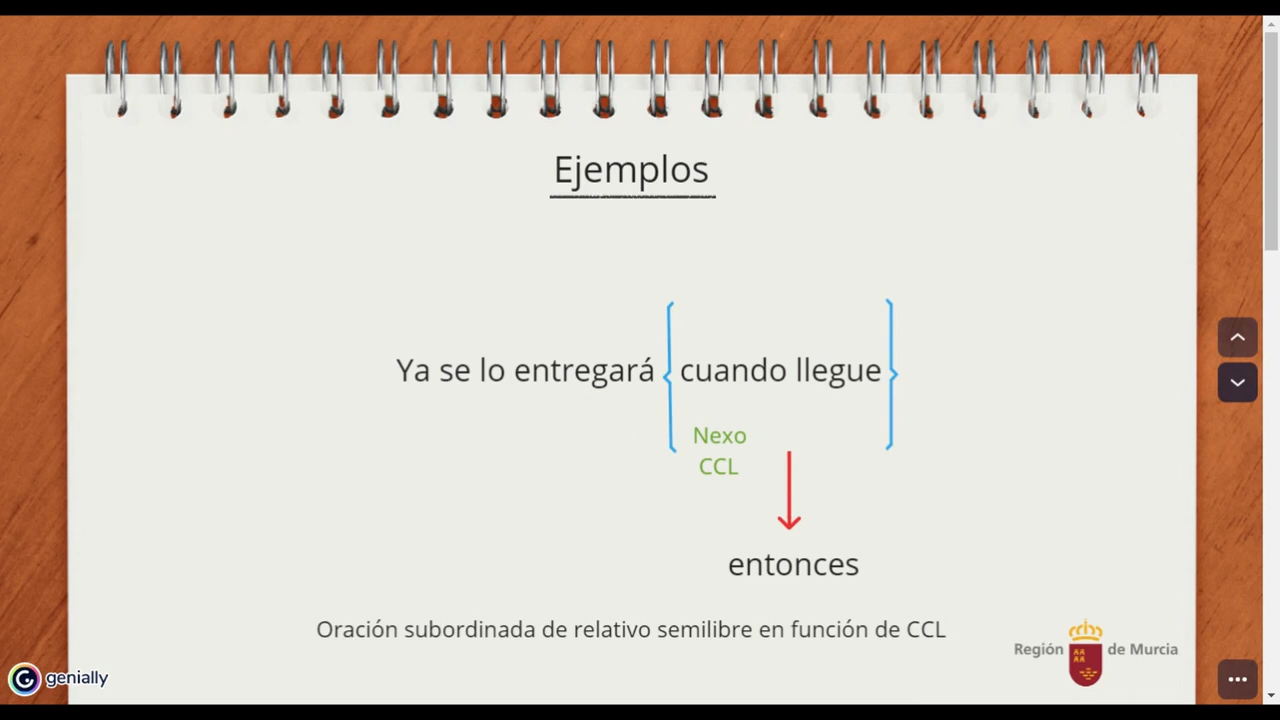 Ejemplos
Ya se lo entregará cuando llegue
Nexo
CCL
entonces
Oración subordinada de relativo semilibre en función de CCL
Región de Murcia
genially